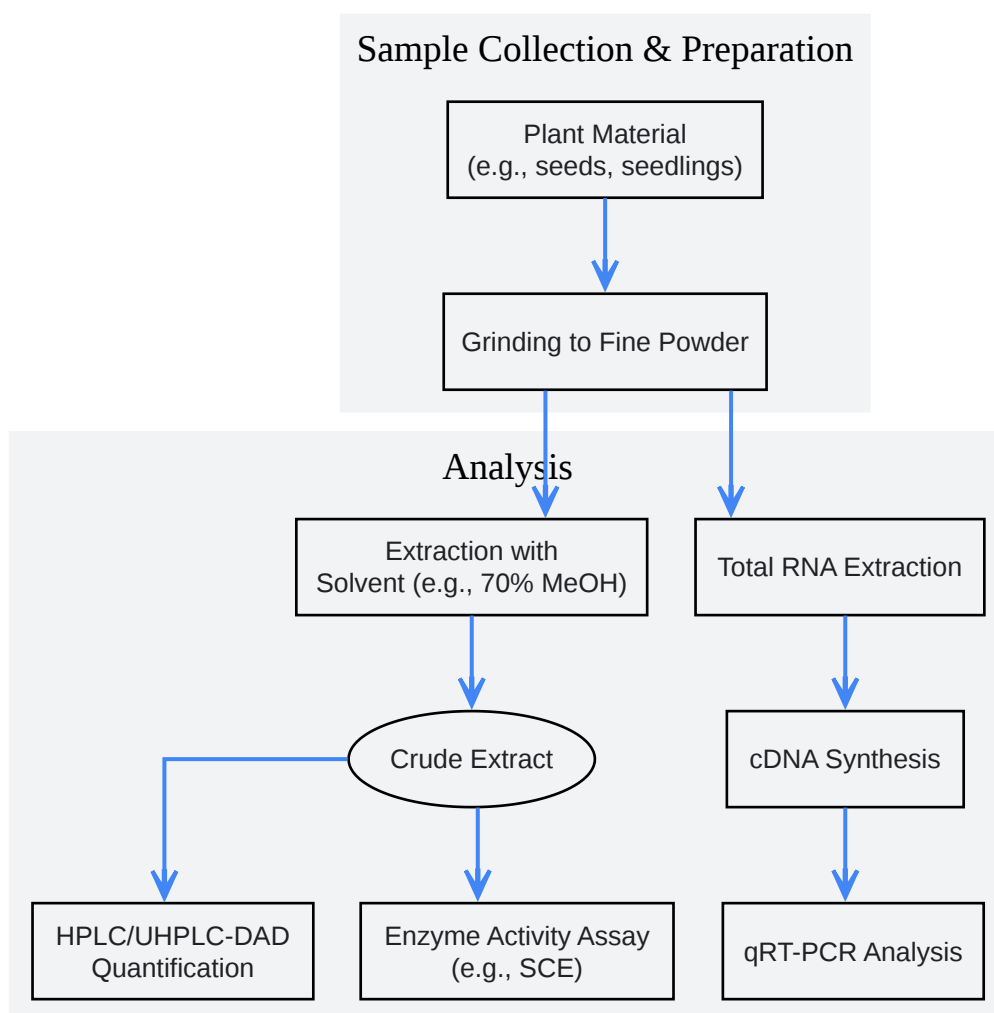 Sample Collection & Preparation
Plant Material
(e.g., seeds, seedlings)
Grinding to Fine Powder
Analysis
Extraction with
Solvent (e.g., 70% MeOH)
Total RNA Extraction
Crude Extract
cDNA Synthesis
HPLC/UHPLC-DAD
Quantification
Enzyme Activity Assay
(e.g., SCE)
qRT-PCR Analysis